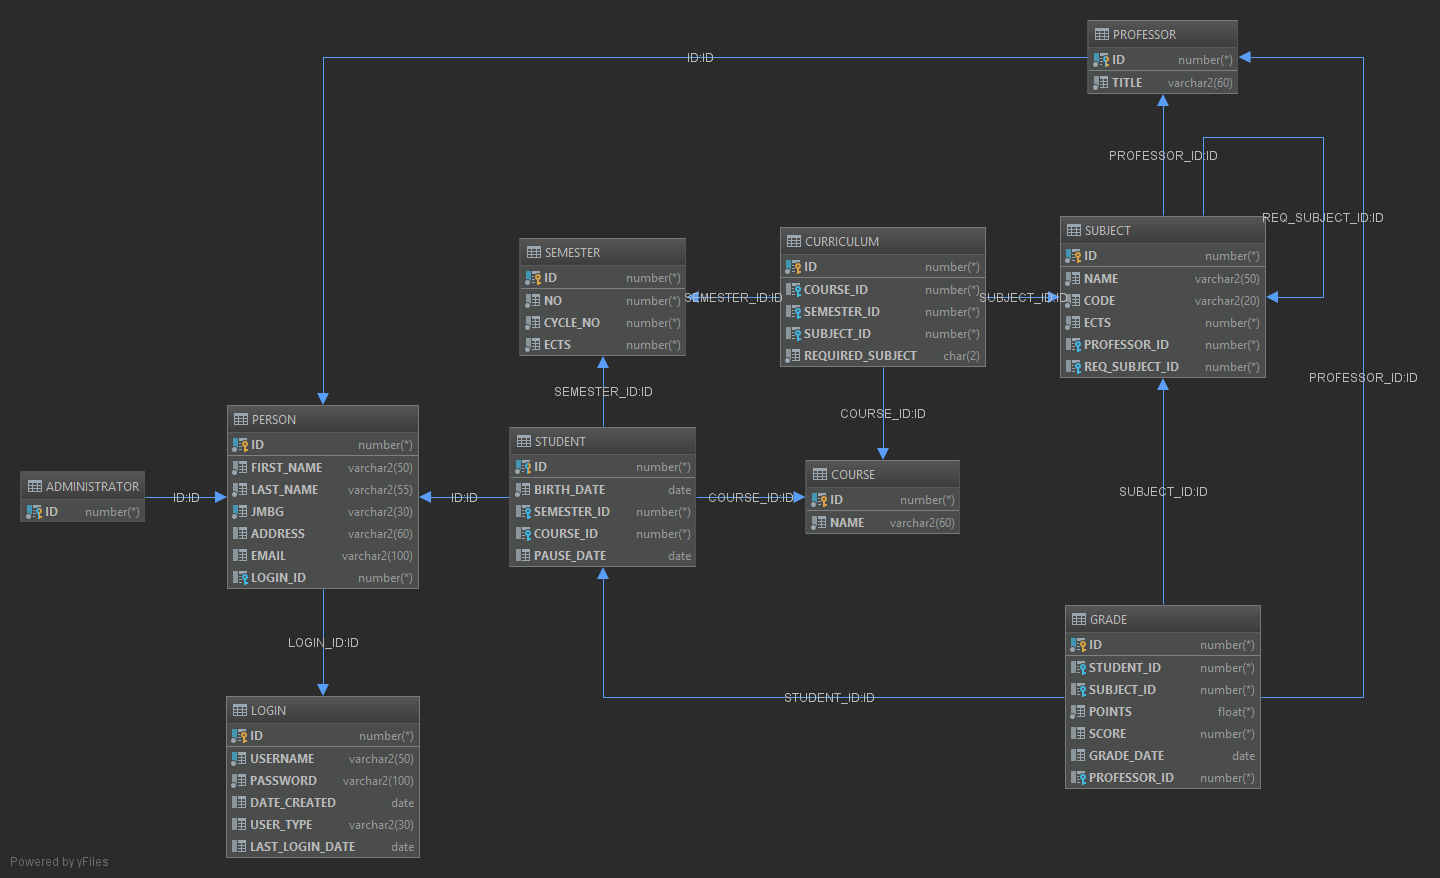 PROFESSOR
ID number(*)
TITLE varchar2(60)
ID:ID
PROFESSOR_ID:ID
REQ_SUBJECT_ID:ID
SUBJECT
ID number(*)
NAME varchar2(50)
CODE varchar2(20)
ECTS number(*)
PROFESSOR_ID number(*)
REQ_SUBJECT_ID number(*)
SEMESTER
ID number(*)
NO number(*)
CYCLE_NO number(*)
ECTS number(*)
SEMESTER_ID:ID
CURRICULUM
ID number(*)
COURSE_ID number(*)
SEMESTER_ID number(*)
SUBJECT_ID number(*)
REQUIRED_SUBJECT char(2)
SUBJECT_ID:ID
PROFESSOR_ID:ID
SEMESTER_ID:ID
COURSE_ID:ID
PERSON
ID number(*)
FIRST_NAME varchar2(50)
LAST_NAME varchar2(55)
JMBG varchar2(30)
ADDRESS varchar2(60)
EMAIL varchar2(100)
LOGIN_ID number(*)
ADMINISTRATOR
ID number(*)
ID:ID
ID:ID
STUDENT
ID number(*)
BIRTH_DATE date
SEMESTER_ID number(*)
COURSE_ID number(*)
PAUSE_DATE date
COURSE_ID:ID
COURSE
ID number(*)
NAME varchar2(60)
SUBJECT_ID:ID
LOGIN_ID:ID
STUDENT_ID:ID
GRADE
ID number(*)
STUDENT_ID number(*)
SUBJECT_ID number(*)
POINTS float(*)
SCORE number(*)
GRADE_DATE date
PROFESSOR_ID number(*)
LOGIN
ID number(*)
USERNAME varchar2(50)
PASSWORD varchar2(100)
DATE_CREATED date
USER_TYPE varchar2(30)
LAST_LOGIN_DATE date
Powered by yFiles